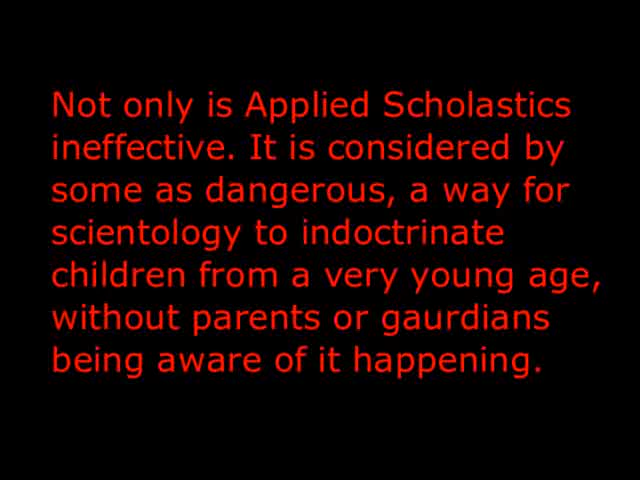 Not only is Applied Scholastics
ineffective. It is considered by
some as dangerous, a way for
scientology to indoctrinate
children from a very young age,
without parents or gaurdians
being aware of it happening.